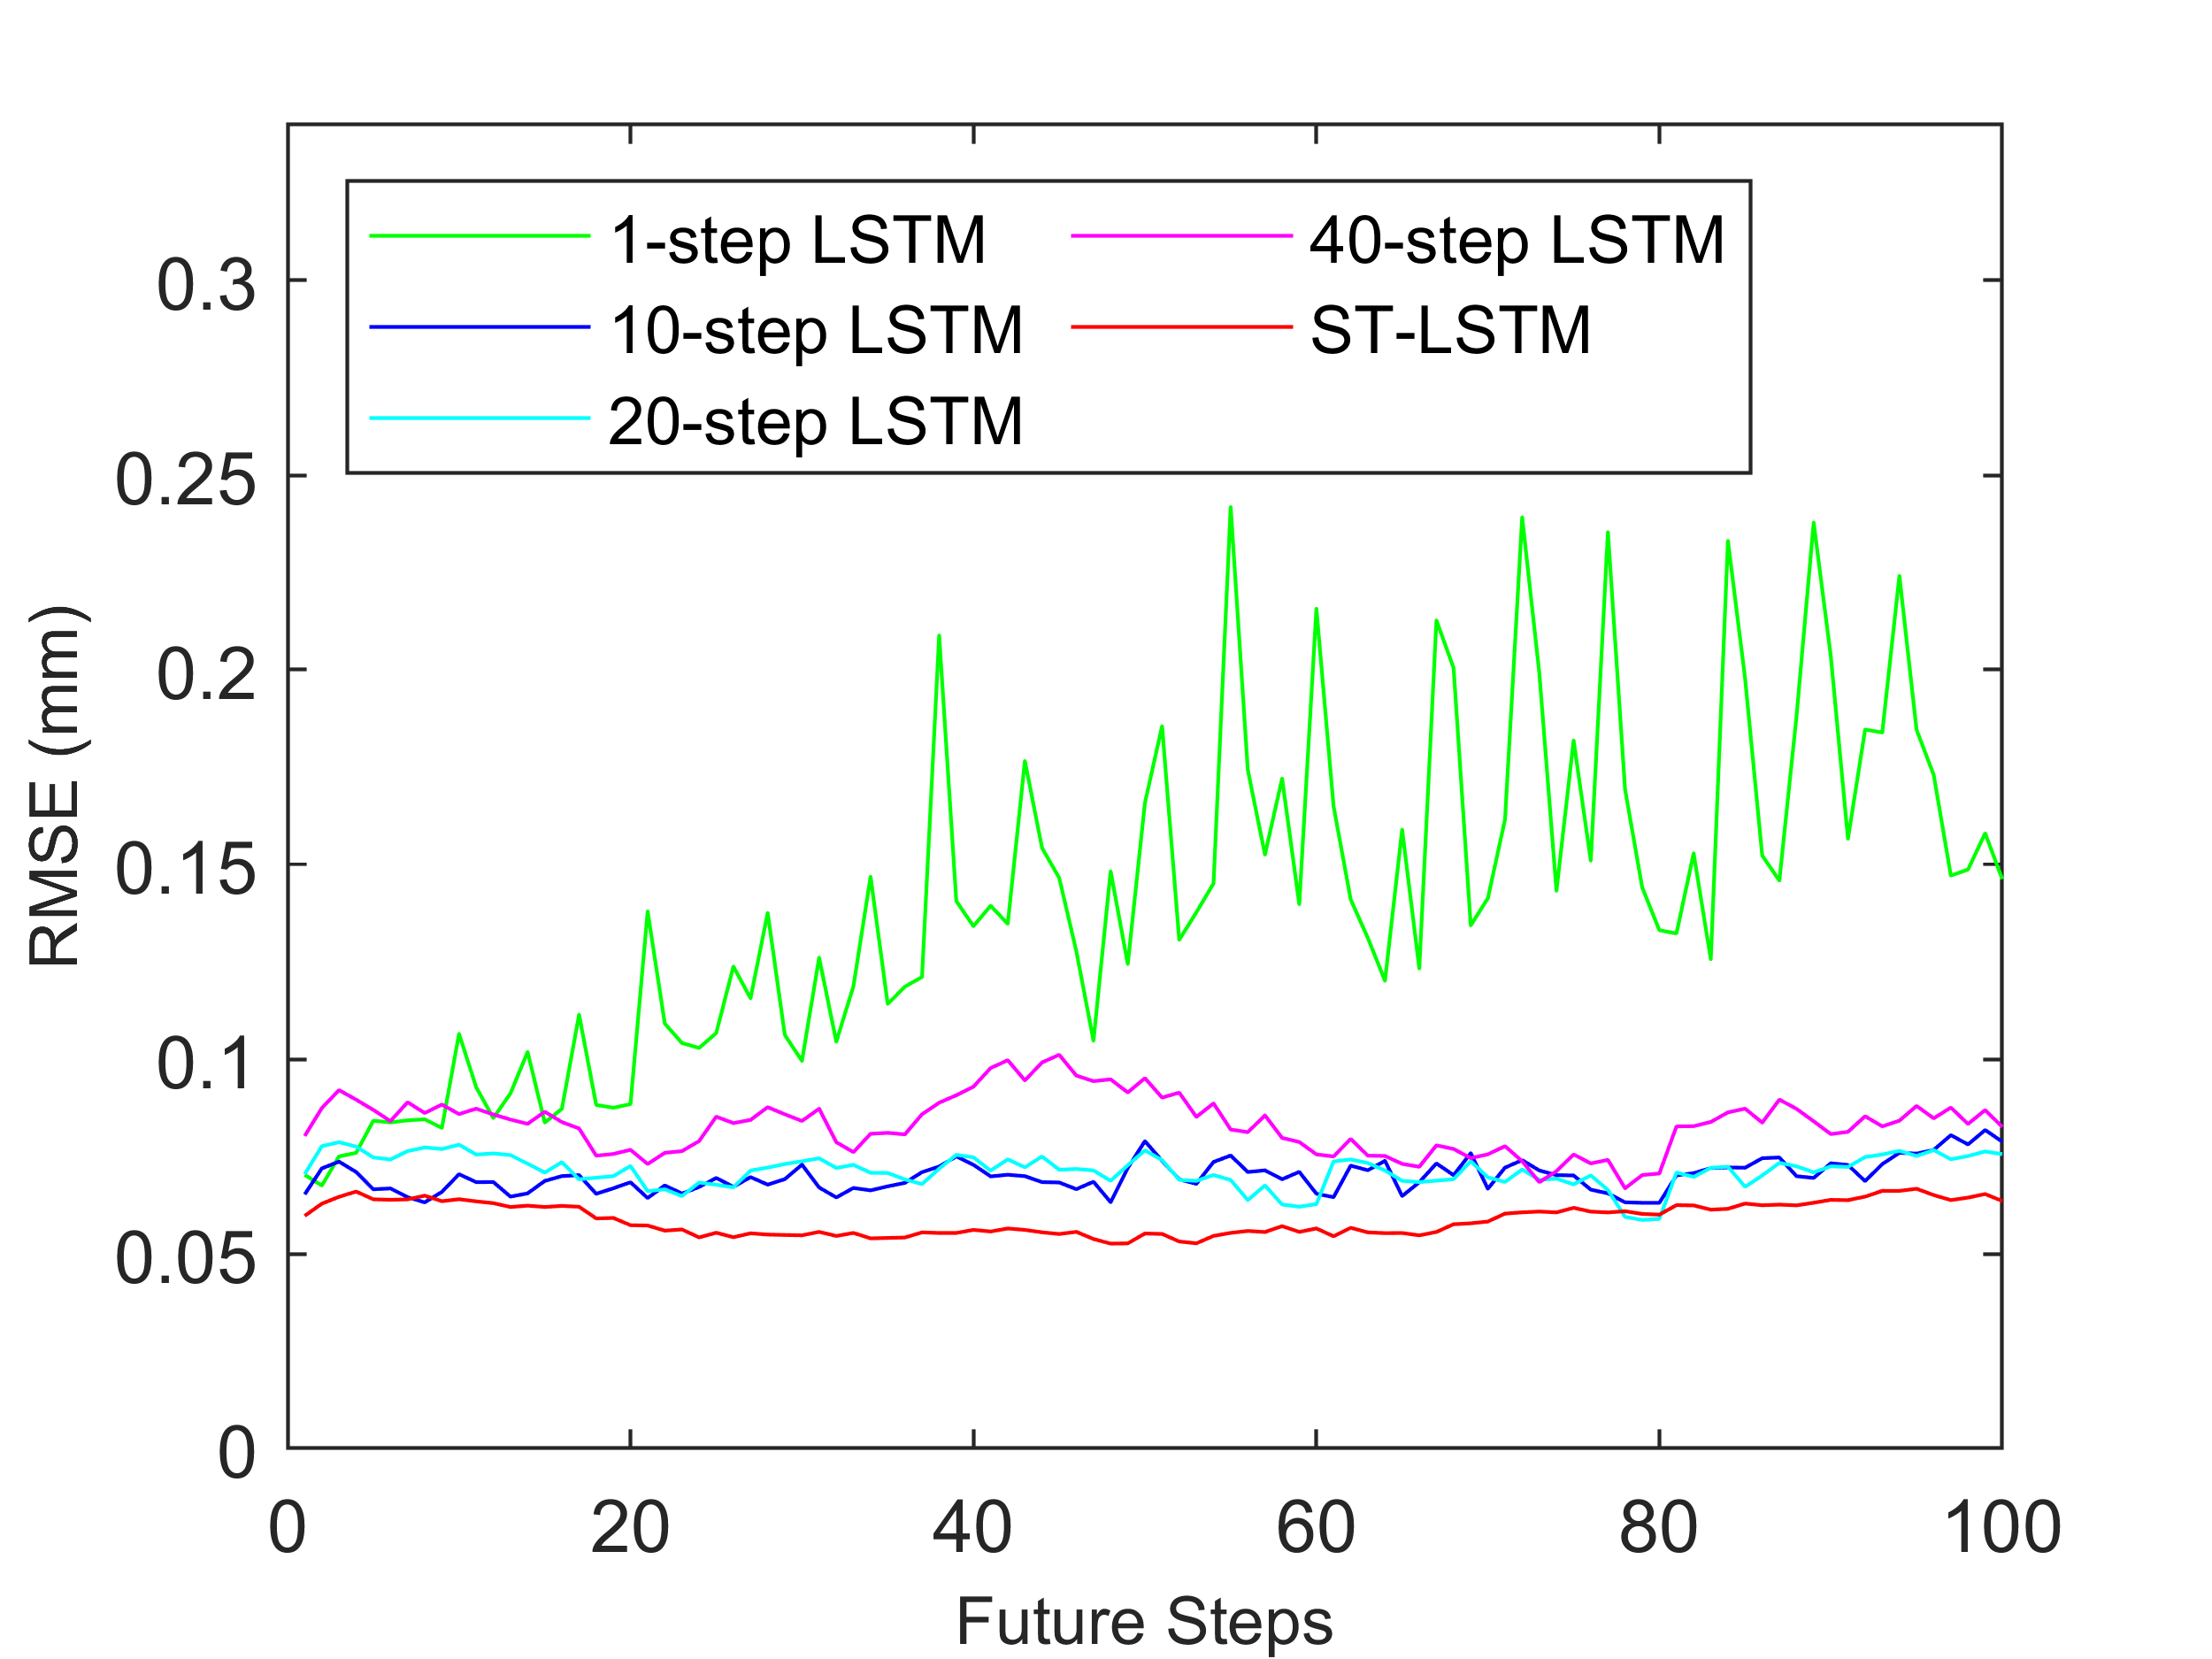 1-step LSTM
10-step LSTM
20-step LSTM
40-step LSTM
ST-LSTM
RMSE (mm)
0.3
0.25
0.2
0.15
0.1
0.05
0
0 20 40 60 80 100
Future Steps